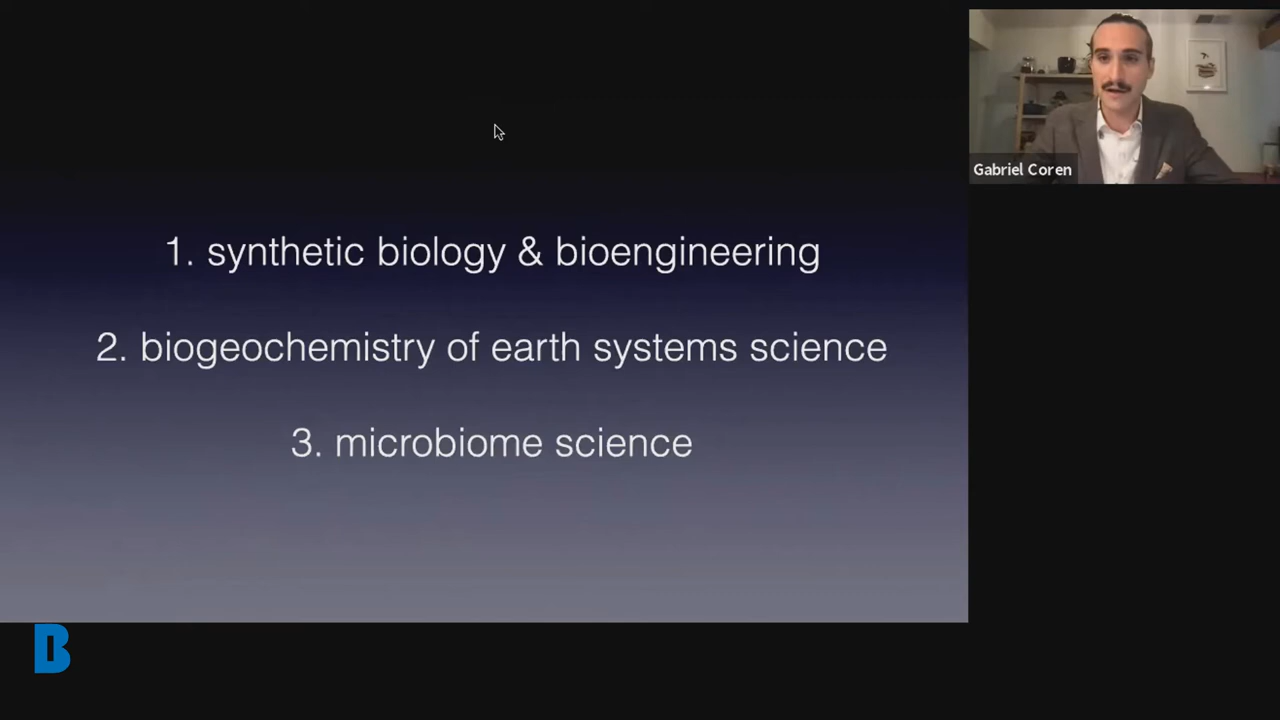 1. synthetic biology & bioengineering
2. biogeochemistry of earth systems science
3. microbiome science
Gabriel Coren
B